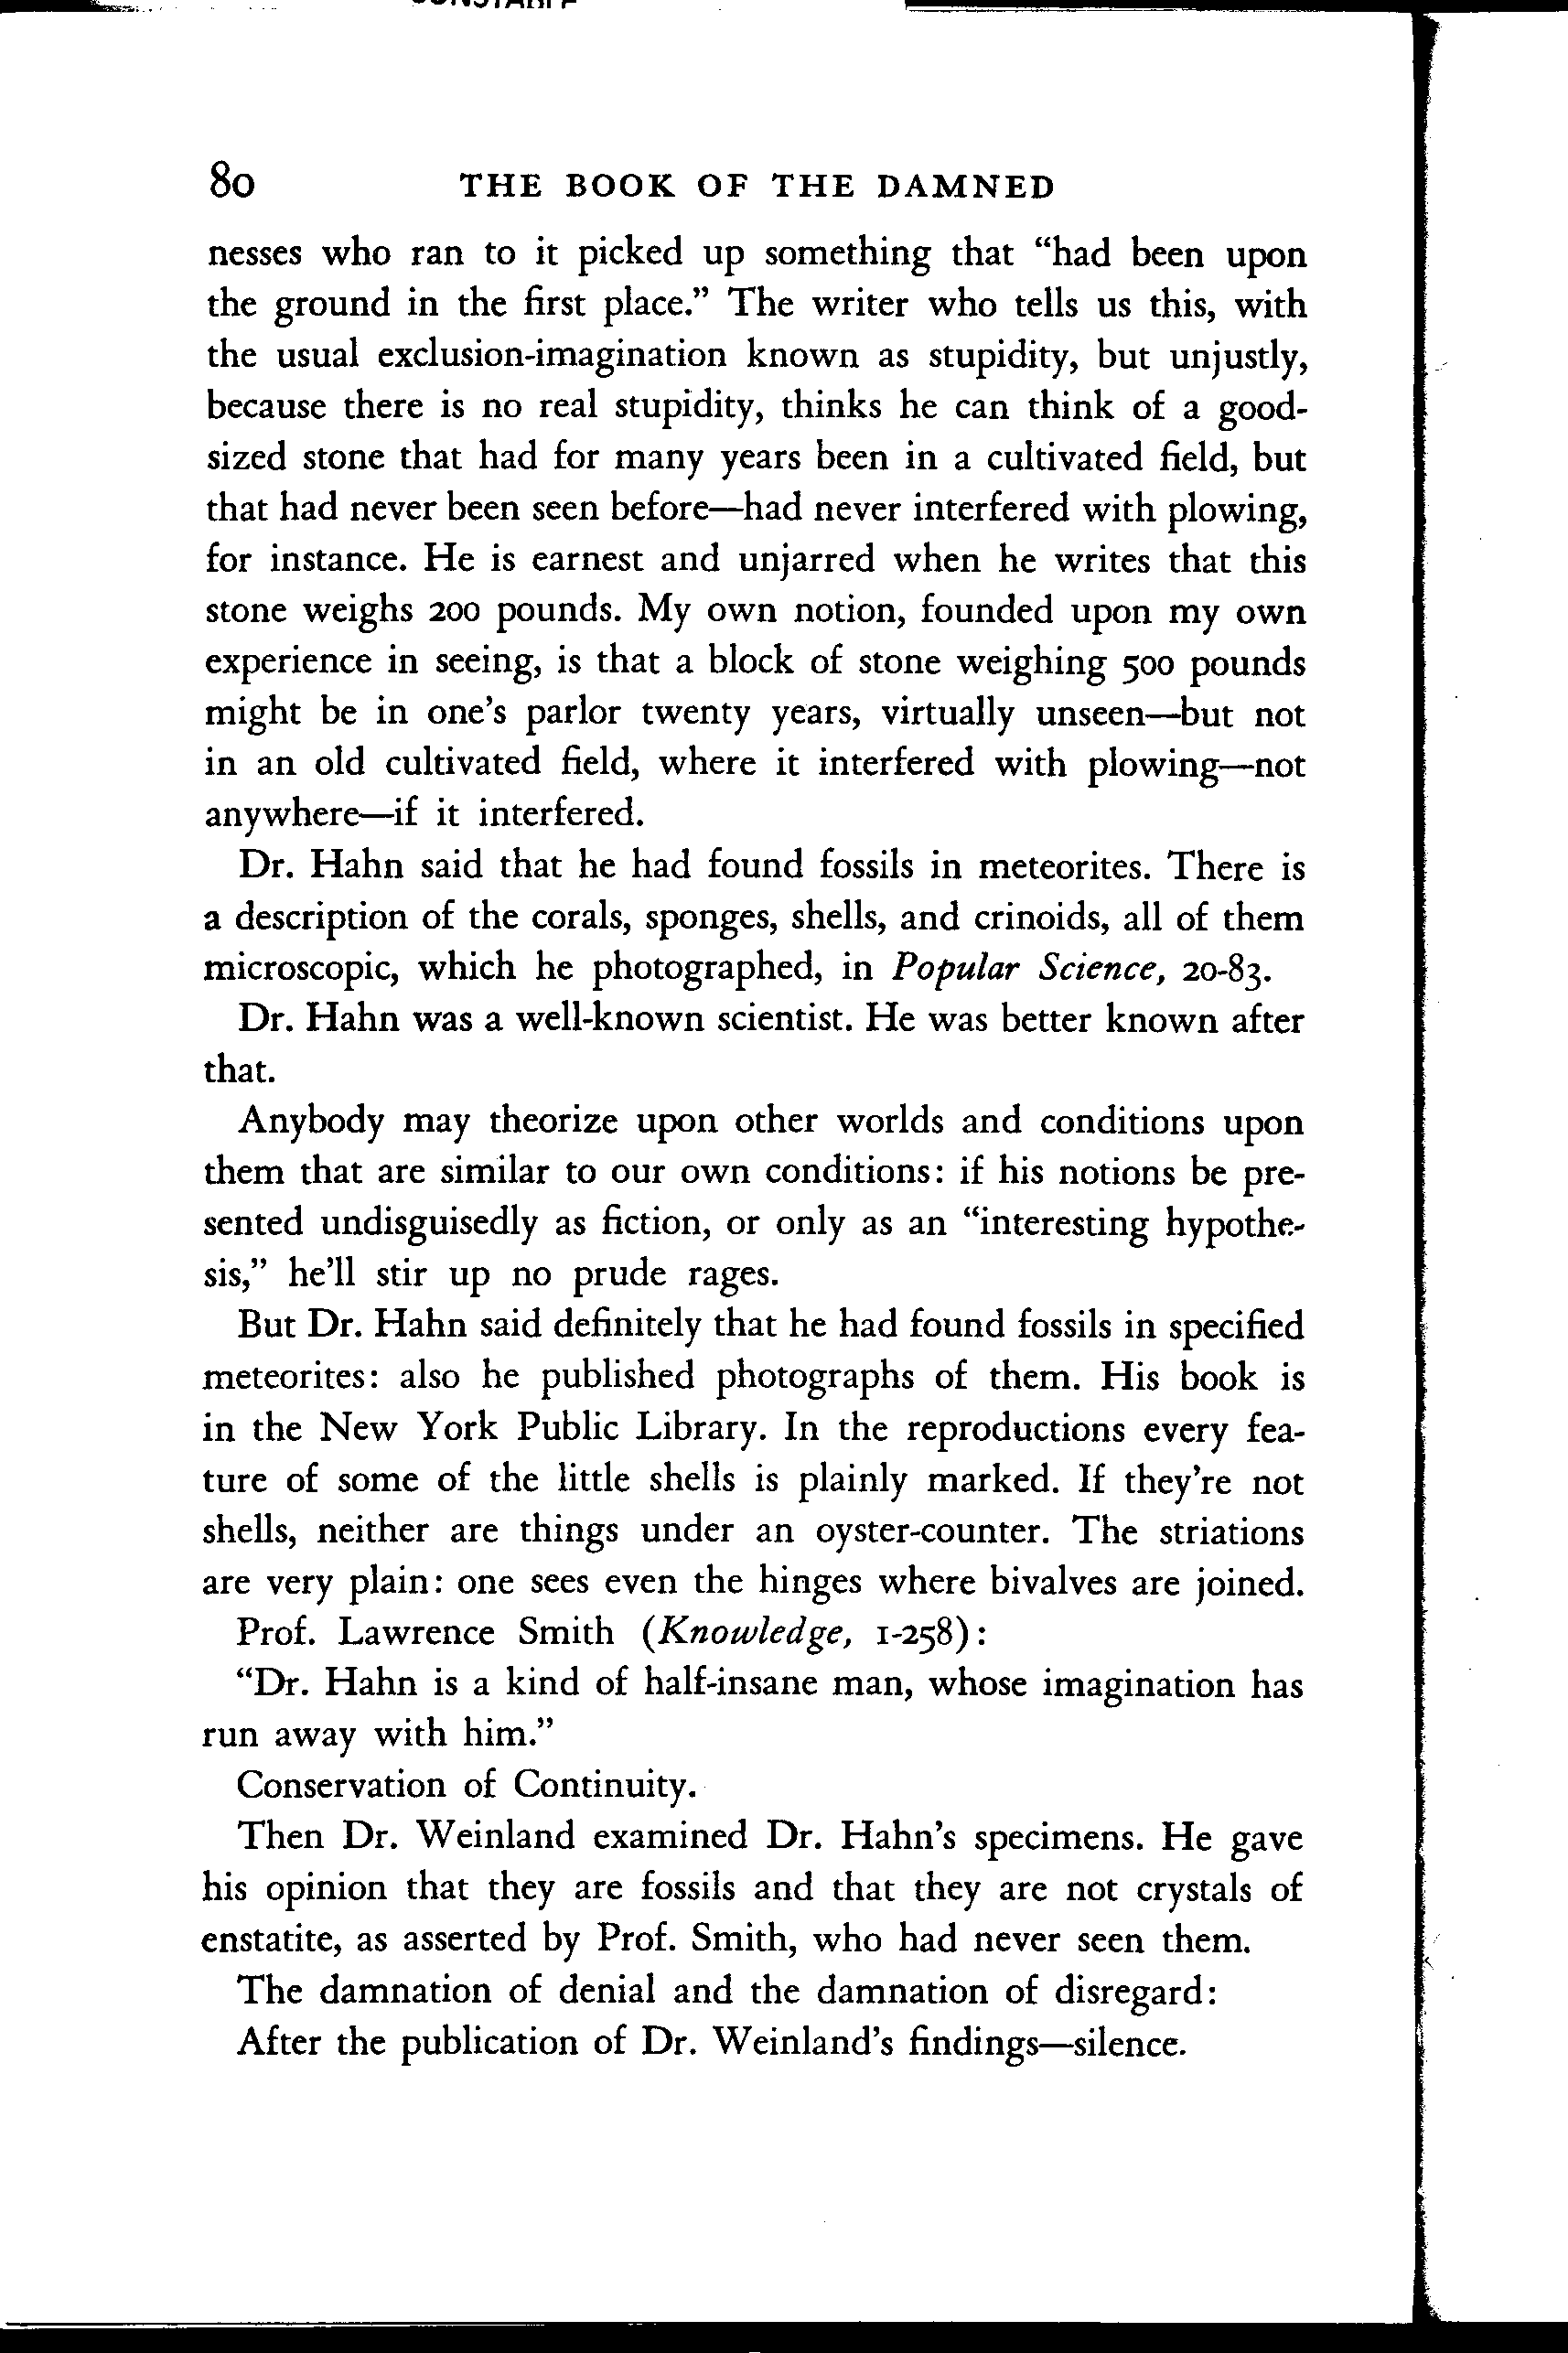 80 THE BOOK OF THE DAMNED
nesses who ran to it picked up something that “had been upon
the ground in the first place.” The writer who tells us this, with
the usual exclusion-imagination known as stupidity, but unjustly,
because there is no real stupidity, thinks he can think of a good-
sized stone that had for many years been in a cultivated field, but
that had never been seen before—had never interfered with plowing,
for instance. He is earnest and unjarred when he writes that this
stone weighs 200 pounds. My own notion, founded upon my own
experience in seeing, is that a block of stone weighing 500 pounds
might be in one’s parlor twenty years, virtually unseen—but not
in an old cultivated field, where it interfered with plowing—not
anywhere—if it interfered.
Dr. Hahn said that he had found fossils in meteorites. There is
a description of the corals, sponges, shells, and crinoids, all of them
microscopic, which he photographed, in Popular Science, 20-83.
Dr. Hahn was a well-known scientist. He was better known after
that.
Anybody may theorize upon other worlds and conditions upon
them that are similar to our own conditions: if his notions be pre-
sented undisguisedly as fiction, or only as an “interesting hypothe-
sis,” he’ll stir up no prude rages.
But Dr. Hahn said definitely that he had found fossils in specified
meteorites: also he published photographs of them. His book is
in the New York Public Library. In the reproductions every fea-
ture of some of the little shells is plainly marked. If they’re not
shells, neither are things under an oyster-counter. The striations
are very plain: one sees even the hinges where bivalves are joined.
Prof. Lawrence Smith (Knowledge, 1-258):
“Dr. Hahn is a kind of half-insane man, whose imagination has
run away with him.”
Conservation of Continuity.
Then Dr. Weinland examined Dr. Hahn’s specimens. He gave
his opinion that they are fossils and that they are not crystals of
enstatite, as asserted by Prof. Smith, who had never seen them.
The damnation of denial and the damnation of disregard:
After the publication of Dr. Weinland’s findings—silence.